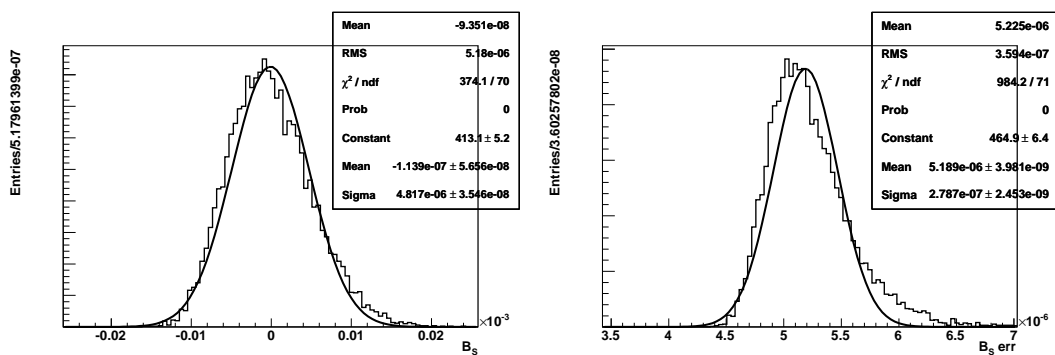 Entries/5.17961399e-07
Mean -9.351e-08
RMS 5.18e-06
χ² / ndf 374.1 / 70
Prob 0
Constant 413.1 ± 5.2
Mean -1.139e-07 ± 5.656e-08
Sigma 4.817e-06 ± 3.546e-08
-0.02 -0.01 0 0.01 0.02
×10⁻³
B_S
Entries/3.60257802e-08
Mean 5.225e-06
RMS 3.594e-07
χ² / ndf 984.2 / 71
Prob 0
Constant 464.9 ± 6.4
Mean 5.189e-06 ± 3.981e-09
Sigma 2.787e-07 ± 2.453e-09
3.5 4 4.5 5 5.5 6 6.5 7
×10⁻⁶
B_S err